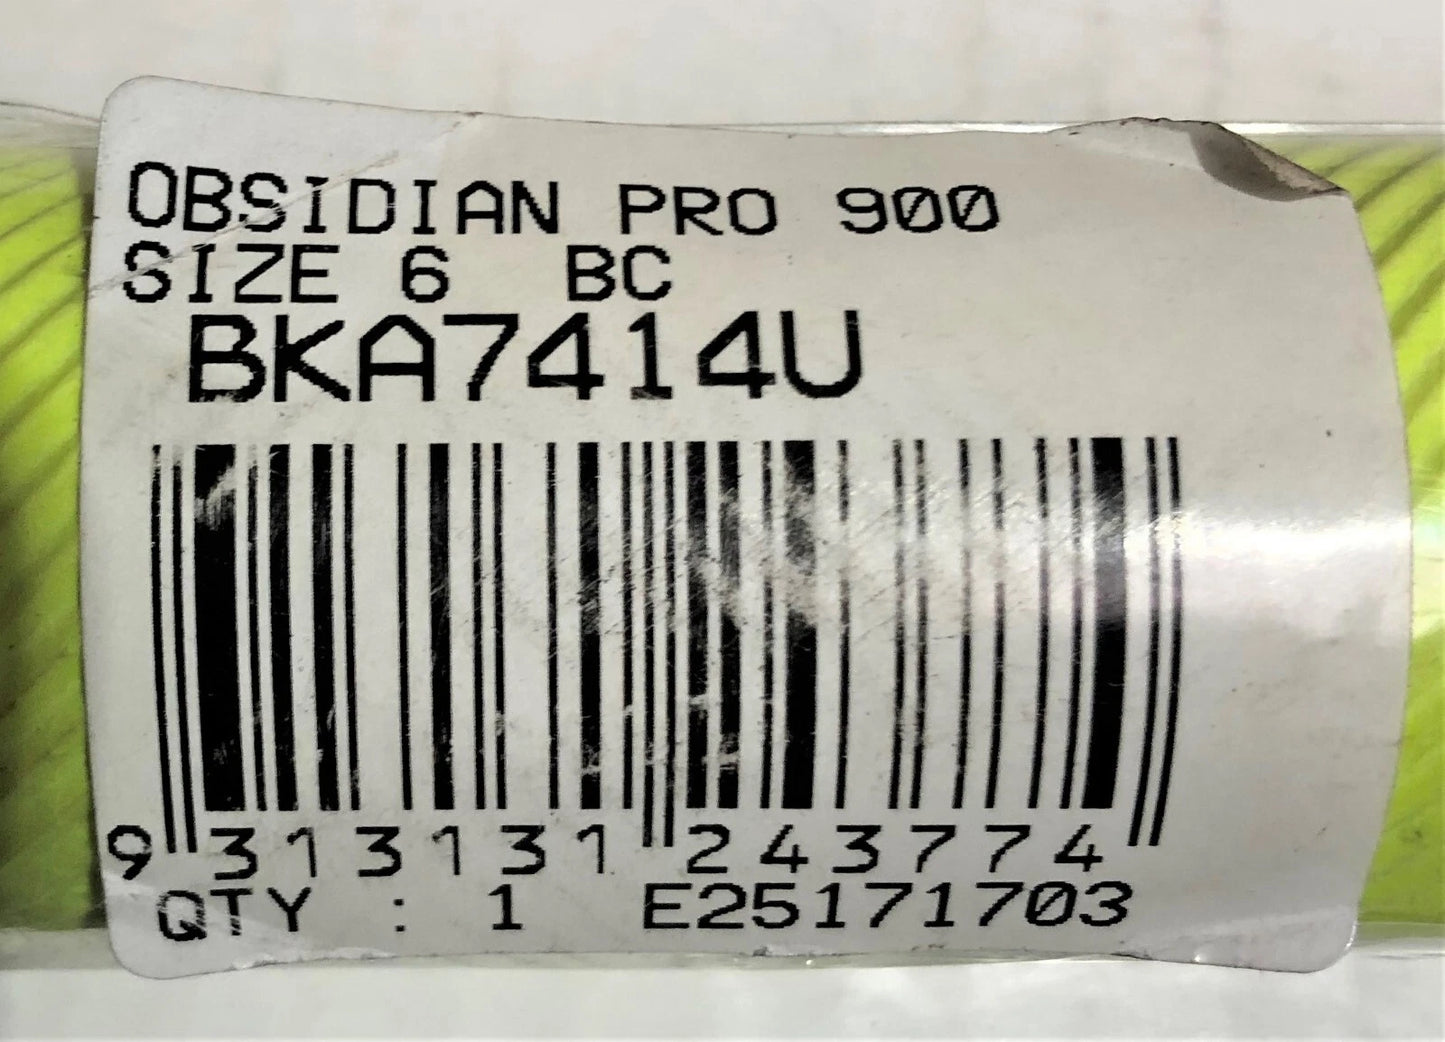 OBSIDIAN PRO 900
SIZE 6 BC
BKA7414U
9 313131 243774
QTY : 1 E25171703